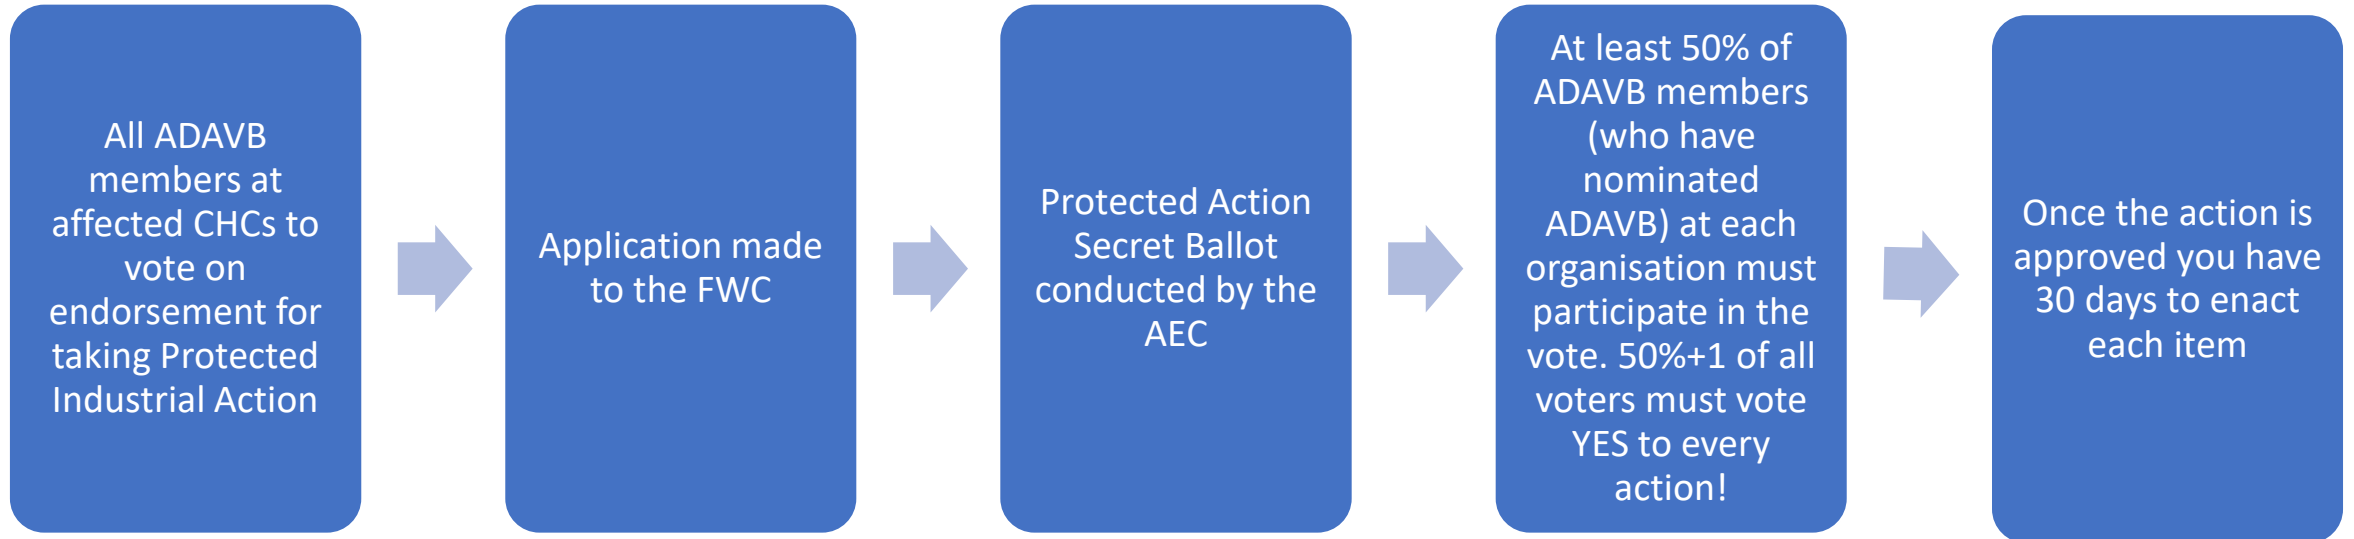 All ADAVB
members at
affected CHCs to
vote on
endorsement for
taking Protected
Industrial Action
Application made
to the FWC
Protected Action
Secret Ballot
conducted by the
AEC
At least 50% of
ADAVB members
(who have
nominated
ADAVB) at each
organisation must
participate in the
vote. 50%+1 of all
voters must vote
YES to every
action!
Once the action is
approved you have
30 days to enact
each item